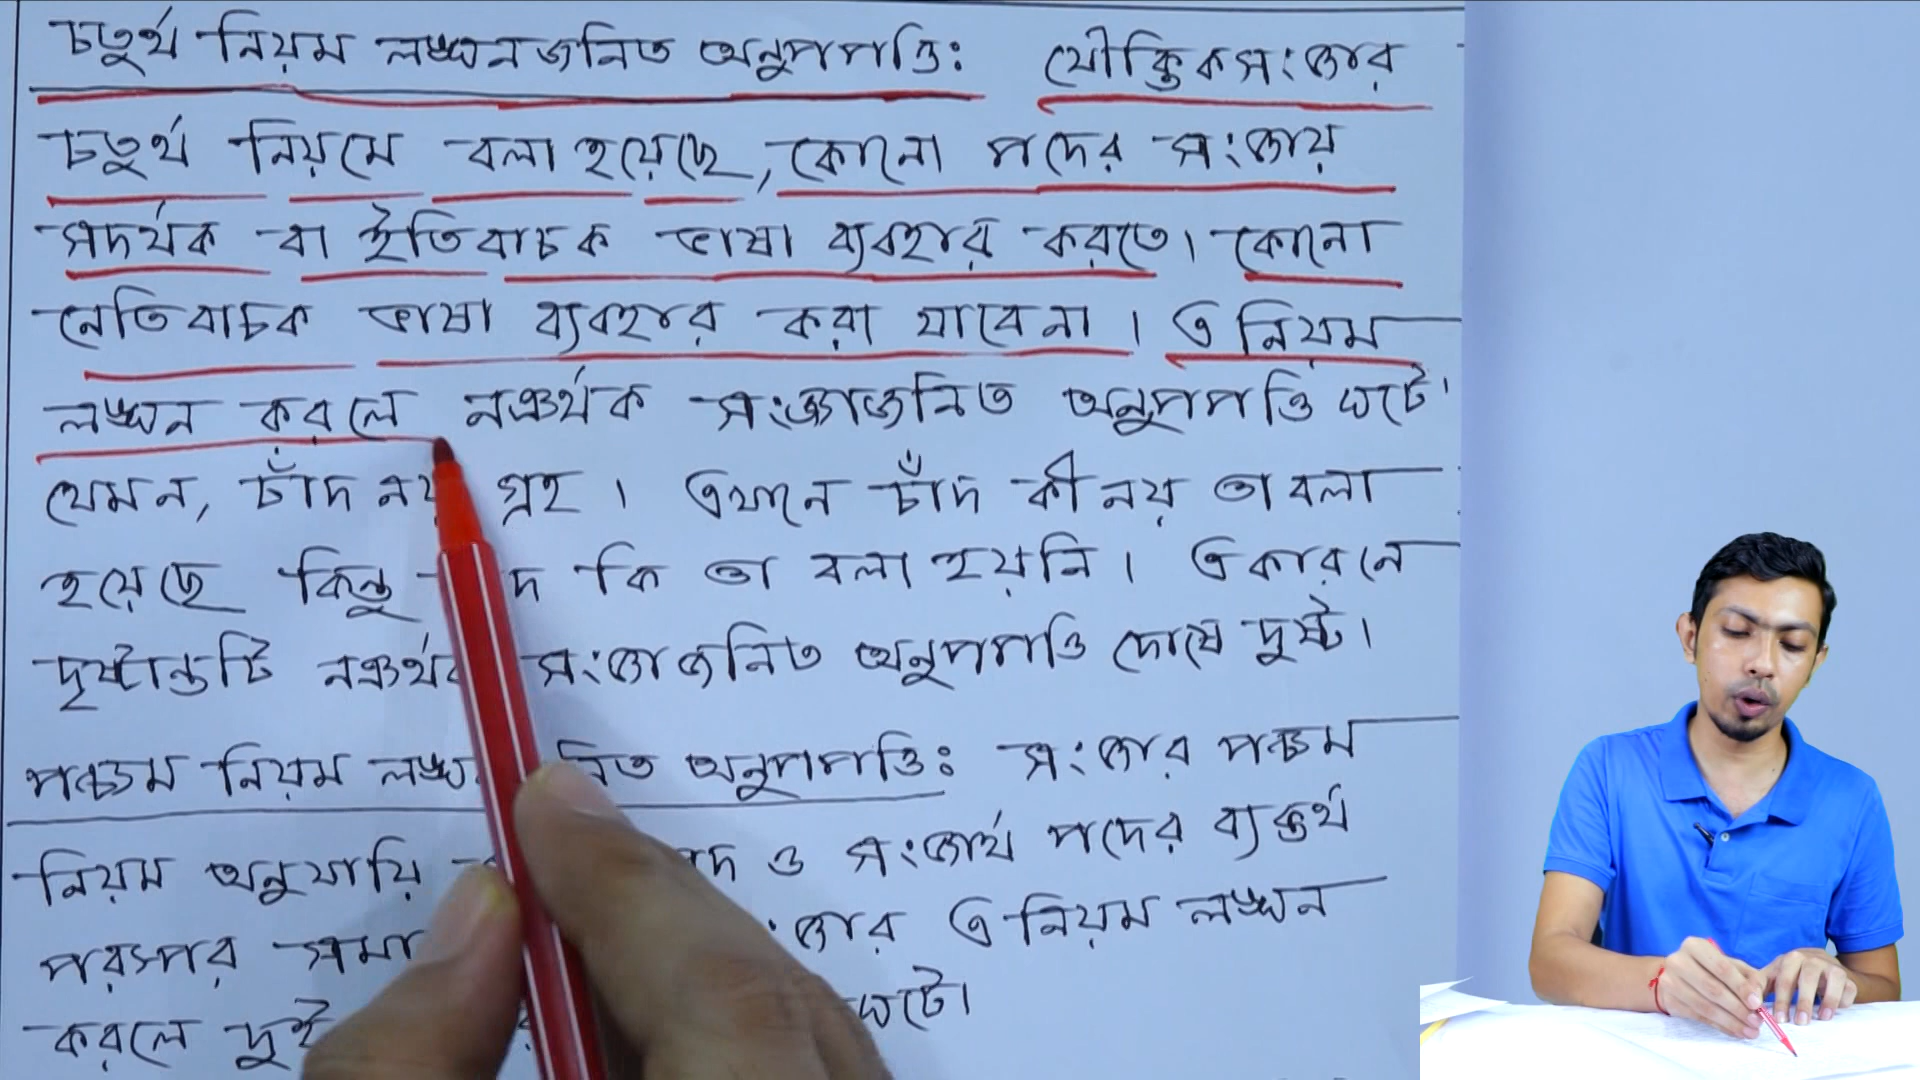 চতুর্থ নিয়ম লঙ্ঘনজনিত অনুপপত্তিঃ যৌক্তিকসংজ্ঞার
চতুর্থ নিয়মে বলা হয়েছে, কোনো পদের সংজ্ঞায়
সদর্থক বা ইতিবাচক ভাষা ব্যবহার করতে। কোনো
নেতিবাচক ভাষা ব্যবহার করা যাবেনা। এ নিয়ম
লঙ্ঘন করলে নঞর্থক সংজ্ঞাজনিত অনুপপত্তি ঘটে।
যেমন, চাঁদ নয় গ্রহ। এখানে চাঁদ কী নয় তা বলা
হয়েছে কিন্তু কি তা বলা হয়নি। এ কারনে
দৃষ্টান্তটি নঞর্থক সংজ্ঞাজনিত অনুপপত্তি দোষে দুষ্ট।
পঞ্চম নিয়ম অনুপপত্তিঃ সংজ্ঞার পঞ্চম
নিয়ম অনুযায়ি ও সংজ্ঞার্থ পদের ব্যক্তর্থ
পরস্পর এ নিয়ম লঙ্ঘন
করলে দুই ঘটে।